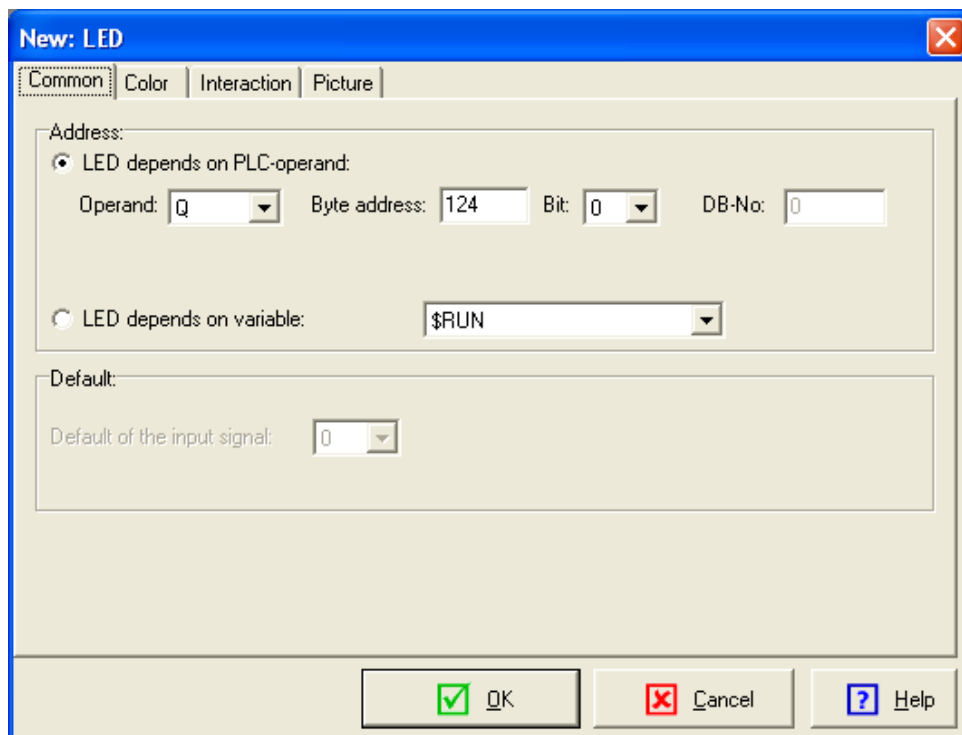 New: LED
Common Color Interaction Picture
Address:
LED depends on PLC-operand:
Operand: Q Byte address: 124 Bit: 0 DB-No: 0
LED depends on variable: $RUN
Default:
Default of the input signal: 0
OK Cancel ? Help